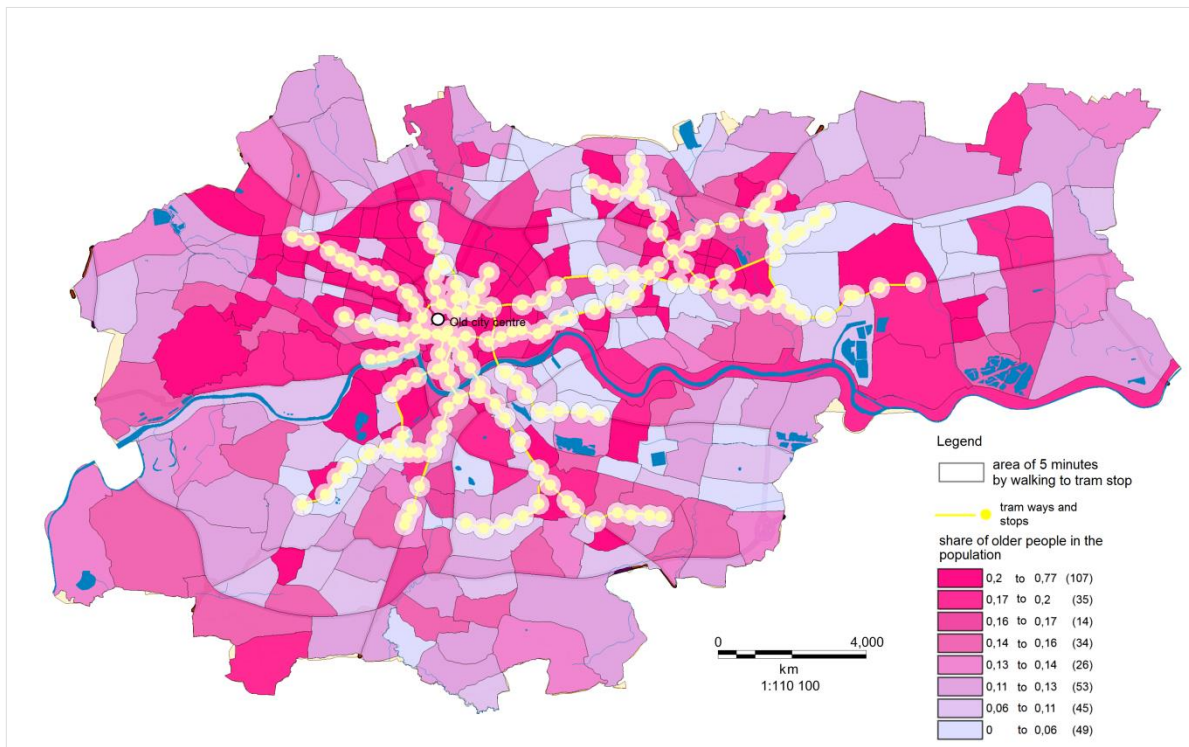 Old city centre
Legend
area of 5 minutes
by walking to tram stop
tram ways and
stops
share of older people in the
population
0,2 to 0,77 (107)
0,17 to 0,2 (35)
0,16 to 0,17 (14)
0,14 to 0,16 (34)
0,13 to 0,14 (26)
0,11 to 0,13 (53)
0,06 to 0,11 (45)
0 to 0,06 (49)
0 4,000
km
1:110 100